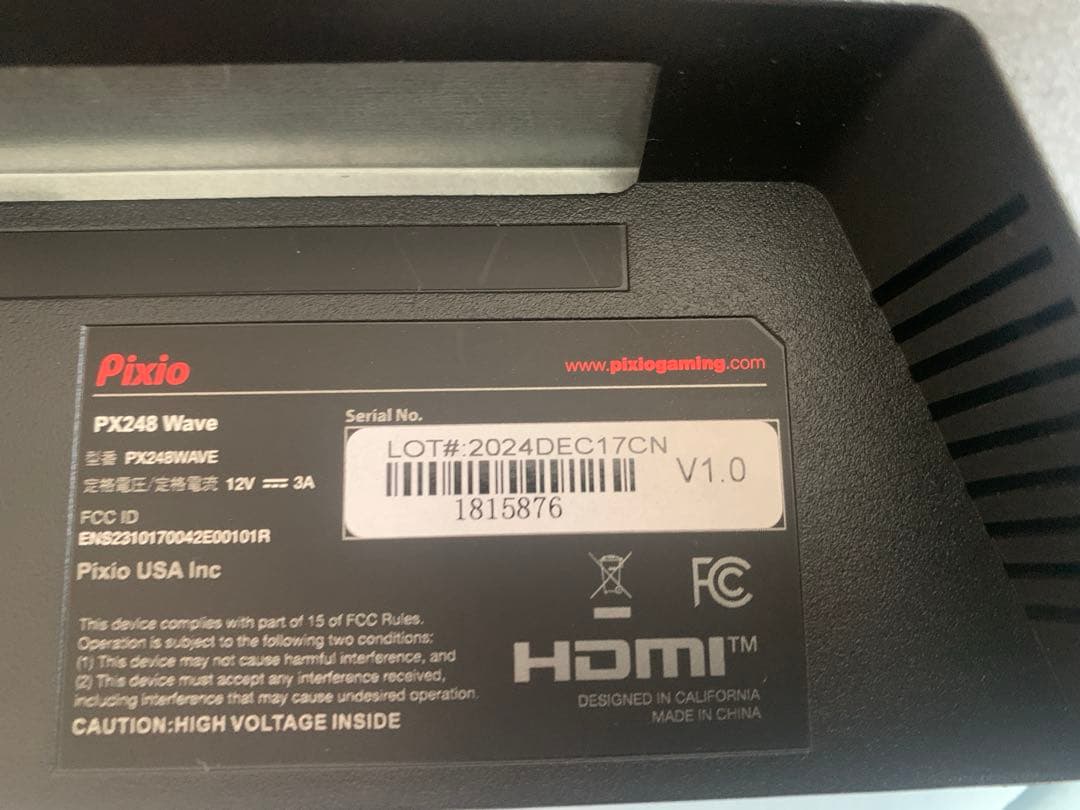 Pixio
www.pixiogaming.com
PX248 Wave
型番 PX248WAVE
定格電圧/定格電流 12V ⎓ 3A
FCC ID
ENS2310170042E00101R
Pixio USA Inc
Serial No.
LOT#:2024DEC17CN
V1.0
1815876
FC
HDMI™
DESIGNED IN CALIFORNIA
MADE IN CHINA
This device complies with part of 15 of FCC Rules.
Operation is subject to the following two conditions:
(1) This device may not cause harmful interference, and
(2) This device must accept any interference received,
including interference that may cause undesired operation.
CAUTION:HIGH VOLTAGE INSIDE